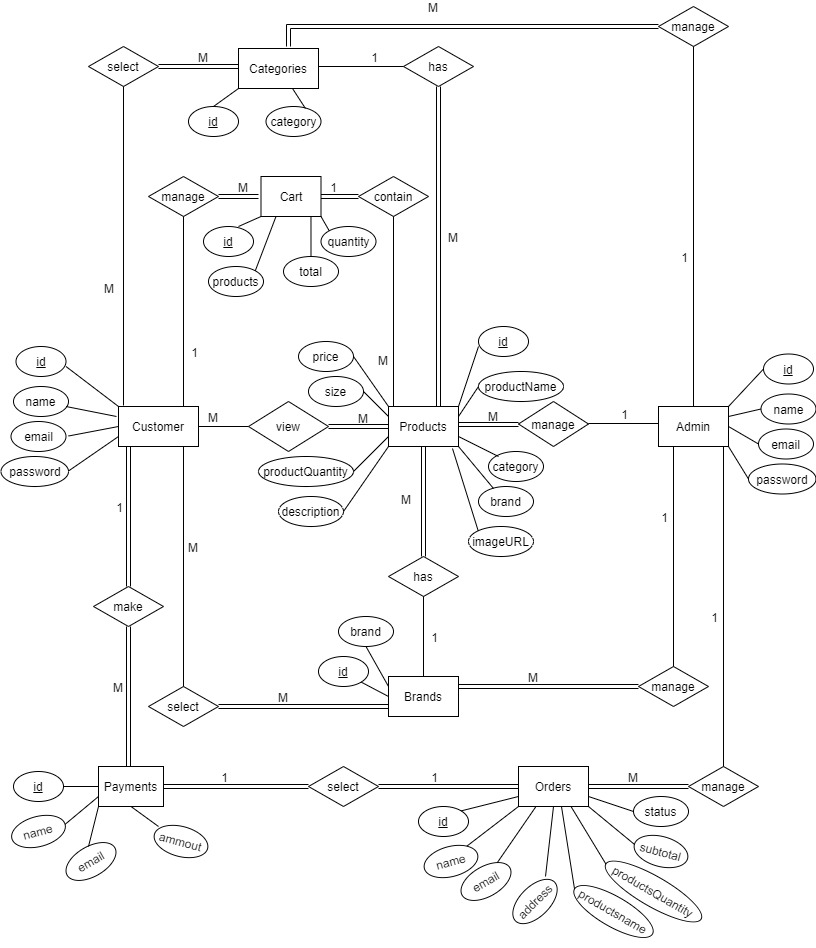 M
manage
select
M
Categories
1
has
id
category
manage
M
Cart
1
contain
id
quantity
products
total
M
1
M
1
M
id
price
id
id
productName
size
name
name
M
view
M
Customer
Products
M
manage
1
Admin
email
email
password
productQuantity
category
password
M
brand
description
1
1
imageURL
M
has
make
1
brand
1
id
M
M
manage
select
M
Brands
id
Payments
1
select
1
Orders
M
manage
name
email
ammout
id
status
name
email
address
productsname
productsQuantity
subtotal